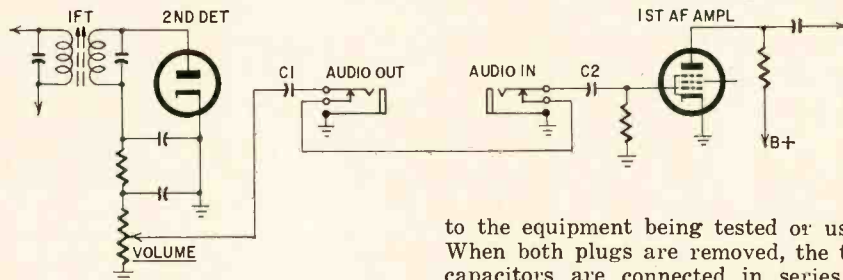 IFT
2ND DET
1ST AF AMPL
C1
AUDIO OUT
AUDIO IN
C2
B+
VOLUME
to the equipment being tested or us
When both plugs are removed, the t
capacitors are connected in series